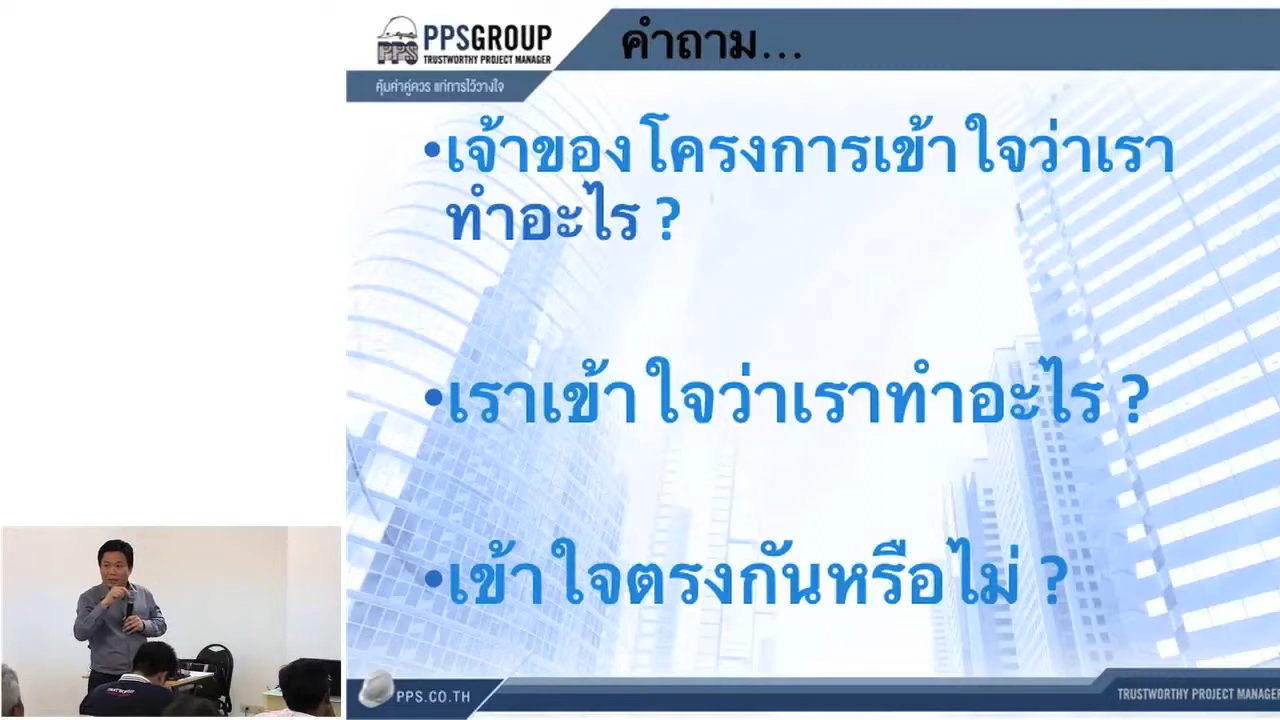 PPS
PPSGROUP
TRUSTWORTHY PROJECT MANAGER
คุ้มค่าคู่ควร แก่การไว้วางใจ
คำถาม...
•เจ้าของโครงการเข้าใจว่าเรา
ทำอะไร ?
•เราเข้าใจว่าเราทำอะไร ?
•เข้าใจตรงกันหรือไม่ ?
PPS.CO.TH
TRUSTWORTHY PROJECT MANAGER